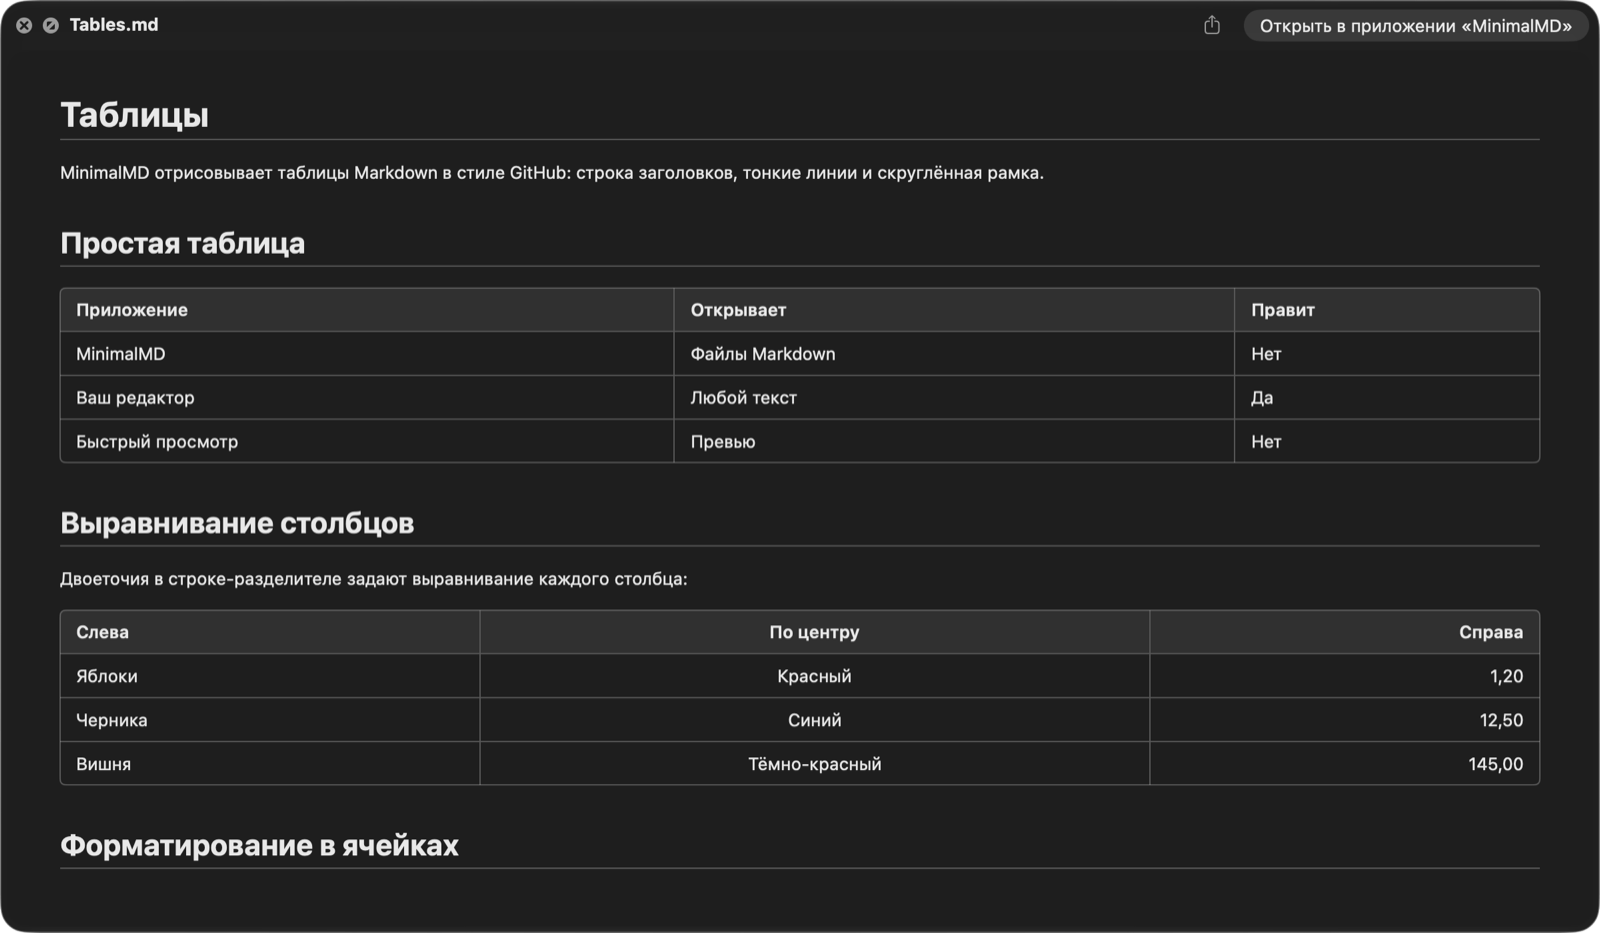 Tables.md
Открыть в приложении «MinimalMD»
Таблицы
MinimalMD отрисовывает таблицы Markdown в стиле GitHub: строка заголовков, тонкие линии и скруглённая рамка.
Простая таблица
Приложение Открывает Правит
MinimalMD Файлы Markdown Нет
Ваш редактор Любой текст Да
Быстрый просмотр Превью Нет
Выравнивание столбцов
Двоеточия в строке-разделителе задают выравнивание каждого столбца:
Слева По центру Справа
Яблоки Красный 1,20
Черника Синий 12,50
Вишня Тёмно-красный 145,00
Форматирование в ячейках